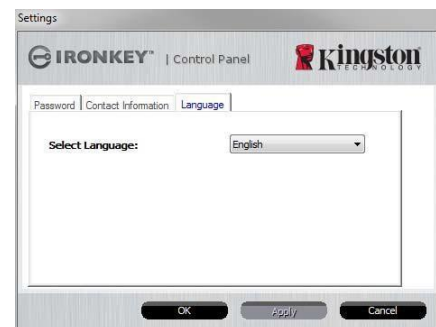 Settings
IRONKEY™ | Control Panel
Kingston
TECHNOLOGY
Password Contact Information Language
Select Language: English
OK Apply Cancel